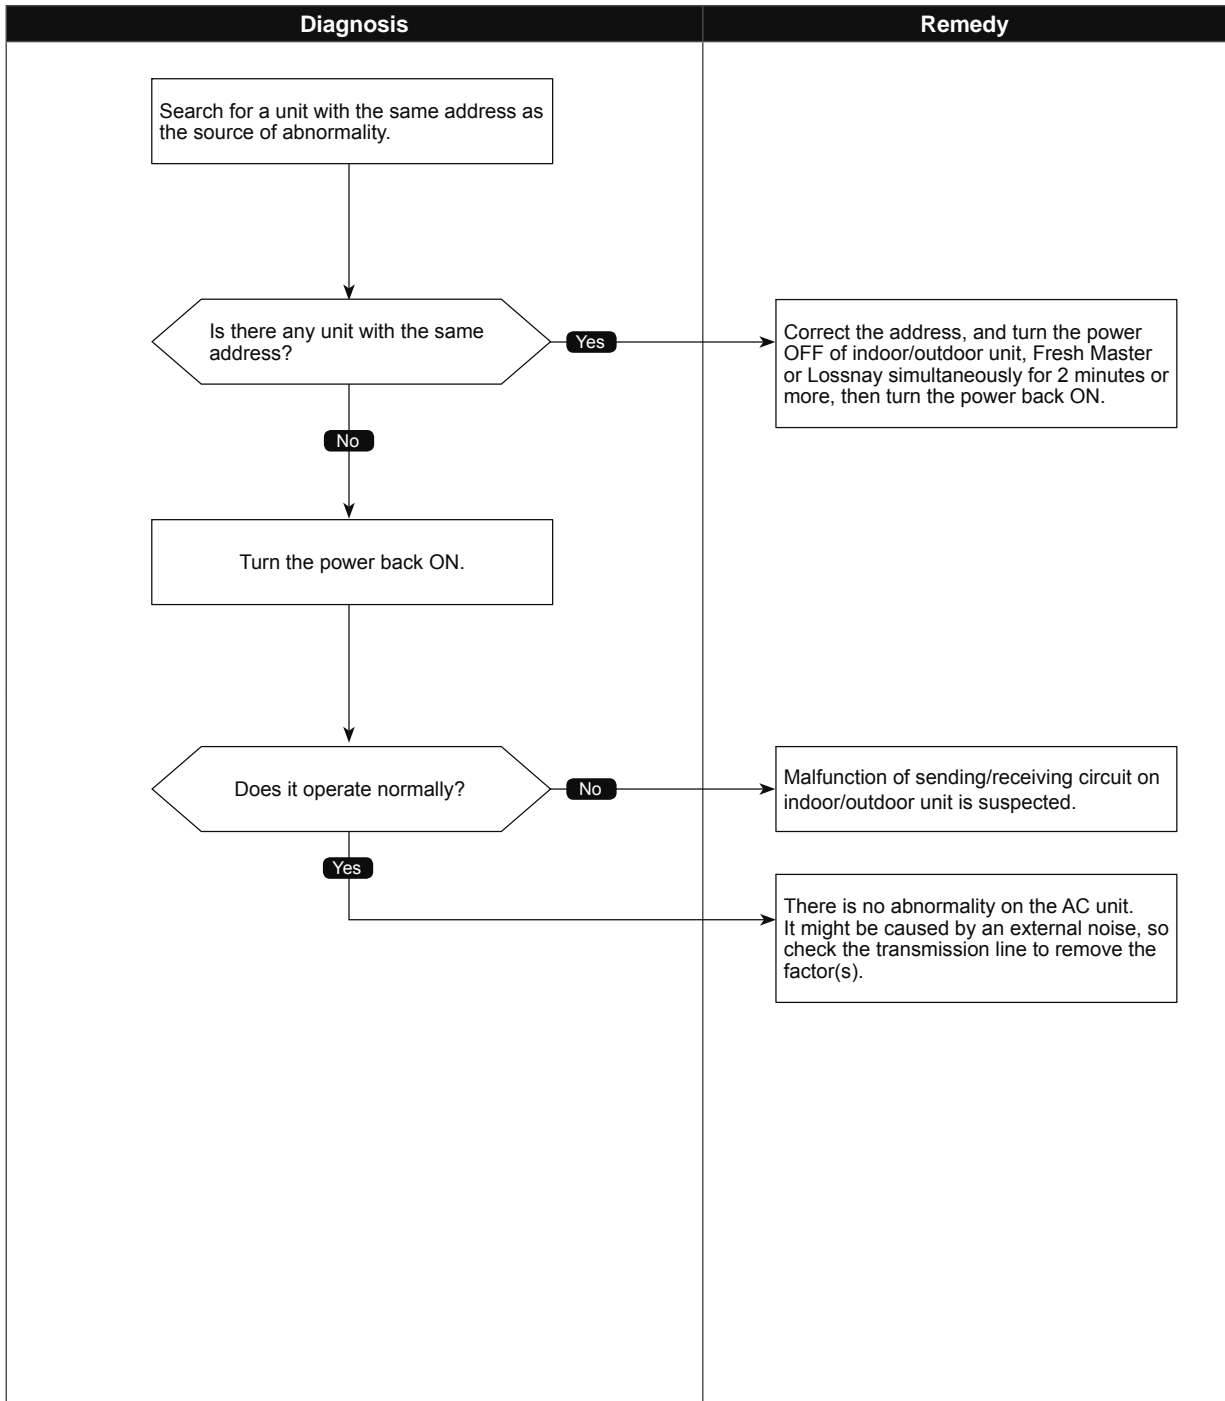 Diagnosis
Remedy
Search for a unit with the same address as
the source of abnormality.
Is there any unit with the same
address?
Yes
Correct the address, and turn the power
OFF of indoor/outdoor unit, Fresh Master
or Lossnay simultaneously for 2 minutes or
more, then turn the power back ON.
No
Turn the power back ON.
Does it operate normally?
No
Malfunction of sending/receiving circuit on
indoor/outdoor unit is suspected.
Yes
There is no abnormality on the AC unit.
It might be caused by an external noise, so
check the transmission line to remove the
factor(s).